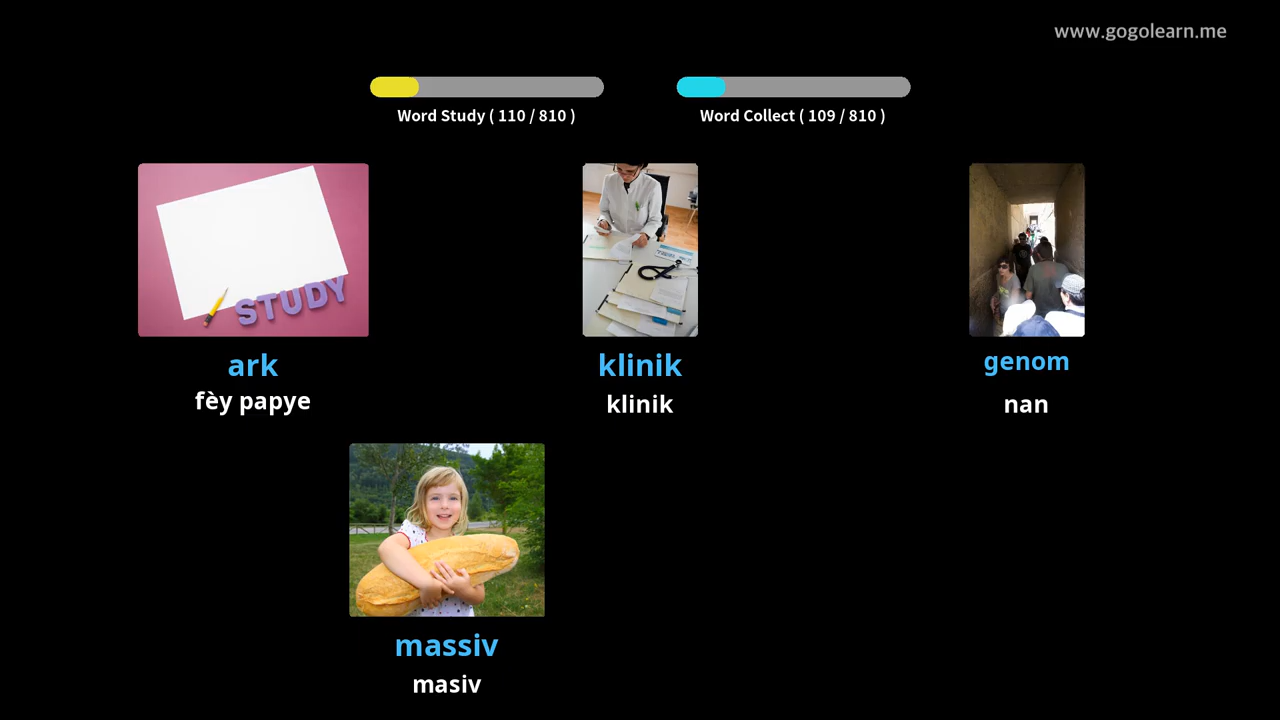 www.gogolearn.me
Word Study ( 110 / 810 )
Word Collect ( 109 / 810 )
STUDY
ark
fèy papye
klinik
klinik
genom
nan
massiv
masiv